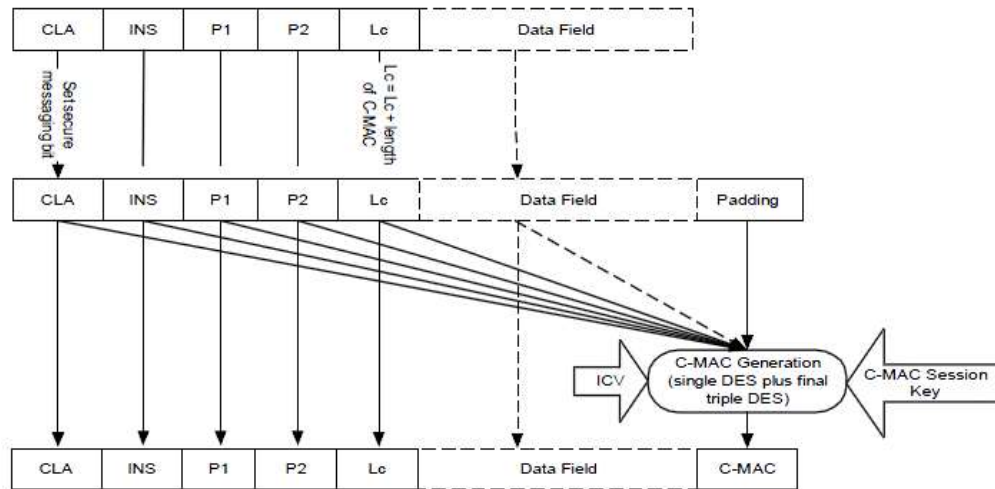 CLA INS P1 P2 Lc Data Field
Set secure
messaging bit
Lc = Lc + length
of C-MAC
CLA INS P1 P2 Lc Data Field Padding
C-MAC Generation
(single DES plus final
triple DES)
ICV
C-MAC Session
Key
CLA INS P1 P2 Lc Data Field C-MAC